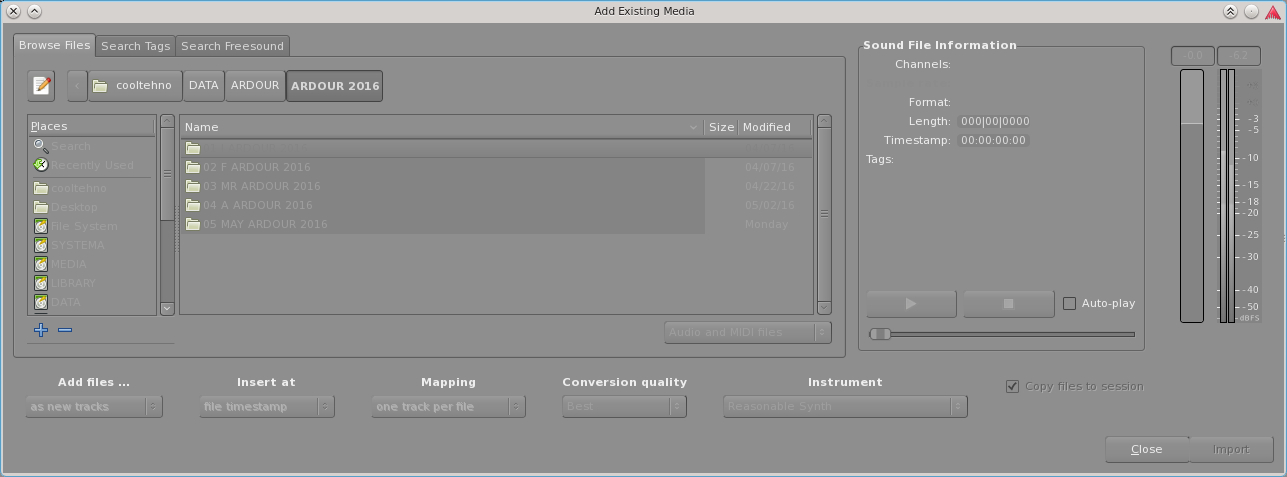 Add Existing Media
Browse Files
Search Tags
Search Freesound
cooltehno
DATA
ARDOUR
ARDOUR 2016
Places
Search
Recently Used
cooltehno
Desktop
File System
SYSTEMA
MEDIA
LIBRARY
DATA
Name Size Modified
02 F ARDOUR 2016 04/07/16
03 MR ARDOUR 2016 04/22/16
04 A ARDOUR 2016 05/02/16
05 MAY ARDOUR 2016 Monday
Audio and MIDI files
Sound File Information
Channels:
Format:
Length: 000|00|0000
Timestamp: 00:00:00:00
Tags:
Auto-play
-0.0 -5.2
-3
-5
-10
-15
-18
-20
-25
-30
-40
-50
dBFS
Add files ...
as new tracks
Insert at
file timestamp
Mapping
one track per file
Conversion quality
Best
Instrument
Reasonable Synth
Copy files to session
Close
Import